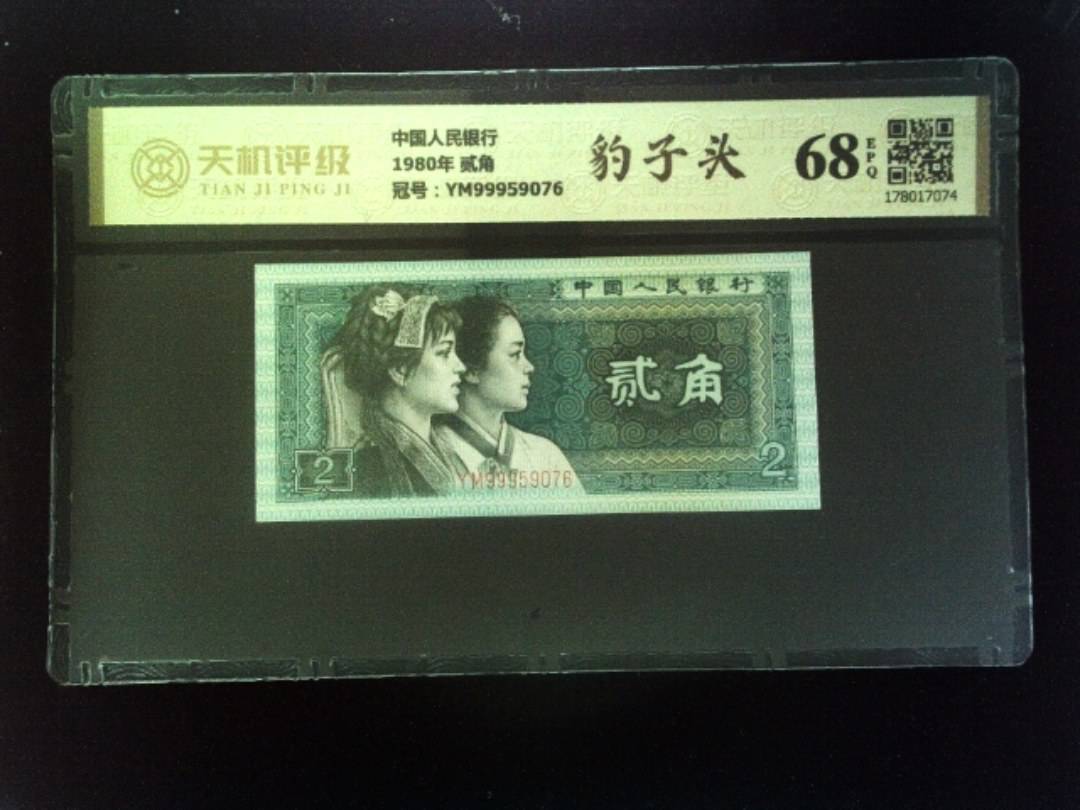 天机评级
TIAN JI PING JI
中国人民银行
1980年 贰角
冠号：YM99959076
豹子头
68
EPQ
178017074
中国人民银行
贰角
2
2
YM99959076